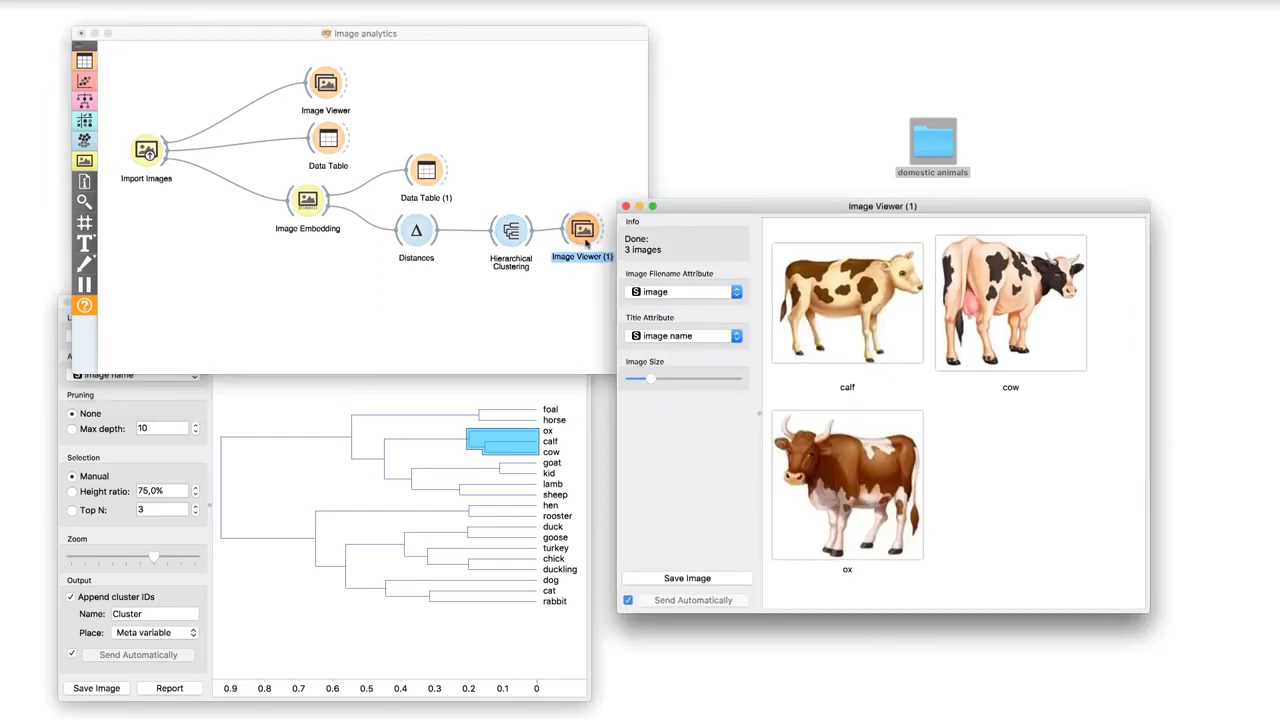 Image analytics
Image Viewer
Data Table
Import Images
Data Table (1)
Image Embedding
Distances
Hierarchical
Clustering
Image Viewer (1)
domestic animals
Image Viewer (1)
Info
Done:
3 images
Image Filename Attribute
S image
Title Attribute
S image name
Image Size
Save Image
Send Automatically
calf
cow
ox
Pruning
None
Max depth:
10
Selection
Manual
Height ratio:
75,0%
Top N:
3
Zoom
Output
Append cluster IDs
Name:
Cluster
Place:
Meta variable
Send Automatically
Save Image
Report
foal
horse
ox
calf
cow
goat
kid
lamb
sheep
hen
rooster
duck
goose
turkey
chick
duckling
dog
cat
rabbit
0.9 0.8 0.7 0.6 0.5 0.4 0.3 0.2 0.1 0